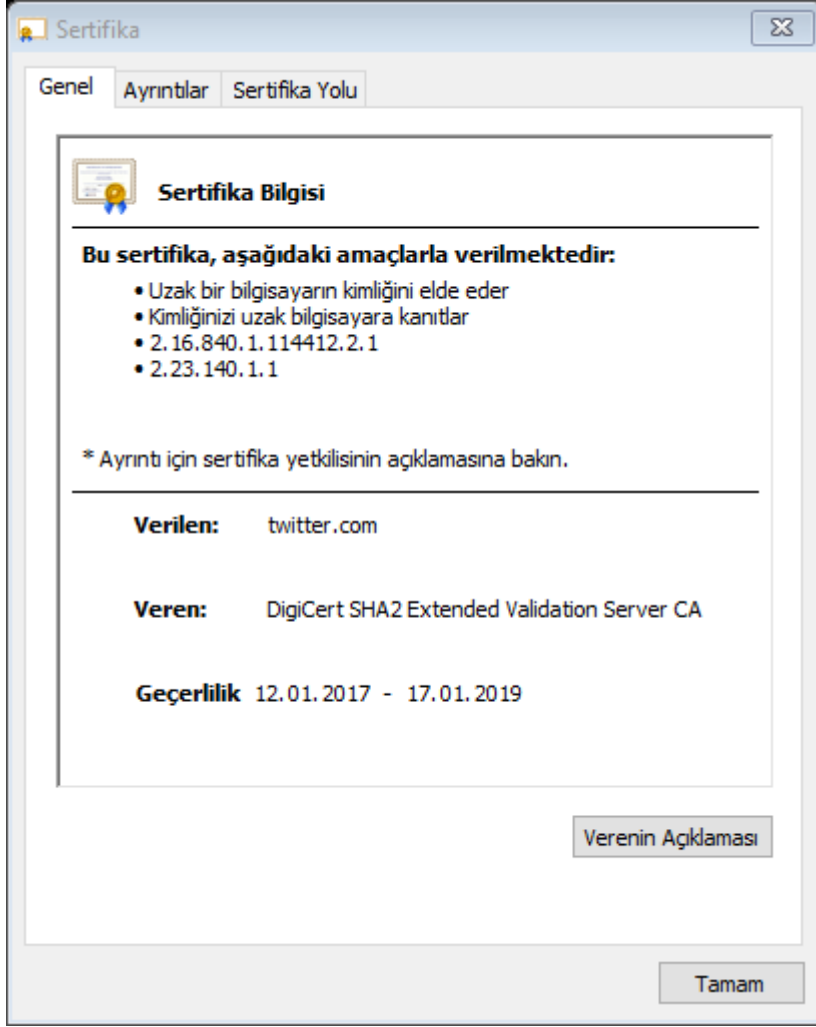 Sertifika
Genel Ayrıntılar Sertifika Yolu
Sertifika Bilgisi
Bu sertifika, aşağıdaki amaçlarla verilmektedir:
• Uzak bir bilgisayarın kimliğini elde eder
• Kimliğinizi uzak bilgisayara kanıtlar
• 2.16.840.1.114412.2.1
• 2.23.140.1.1
* Ayrıntı için sertifika yetkilisinin açıklamasına bakın.
Verilen: twitter.com
Veren: DigiCert SHA2 Extended Validation Server CA
Geçerlilik 12.01.2017 - 17.01.2019
Verenin Açıklaması
Tamam